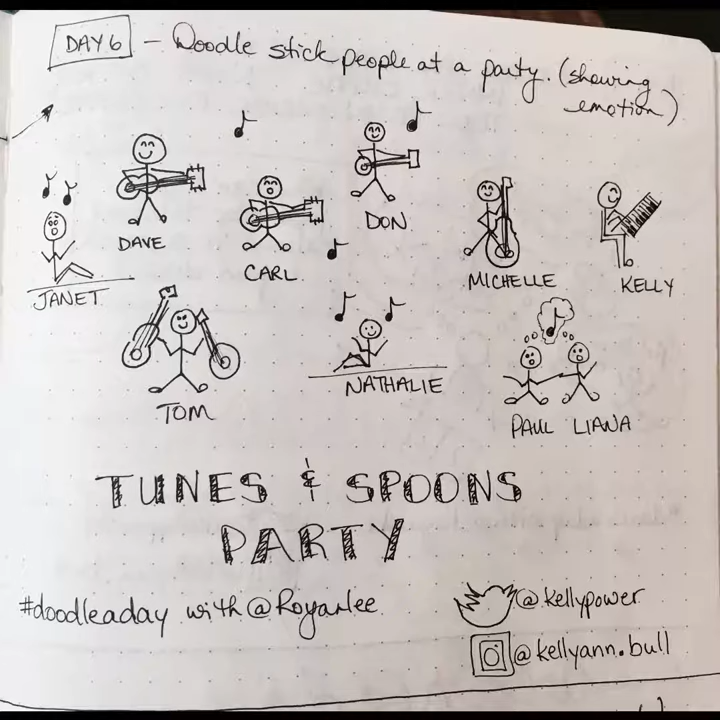 DAY 6 - Doodle stick people at a party. (showing
emotion)
DAVE
CARL
DON
MICHELLE
KELLY
JANET
TOM
NATHALIE
PAUL LIANA
TUNES & SPOONS
PARTY
#doodleaday with @Royanlee
@kellypower
@kellyann.bull